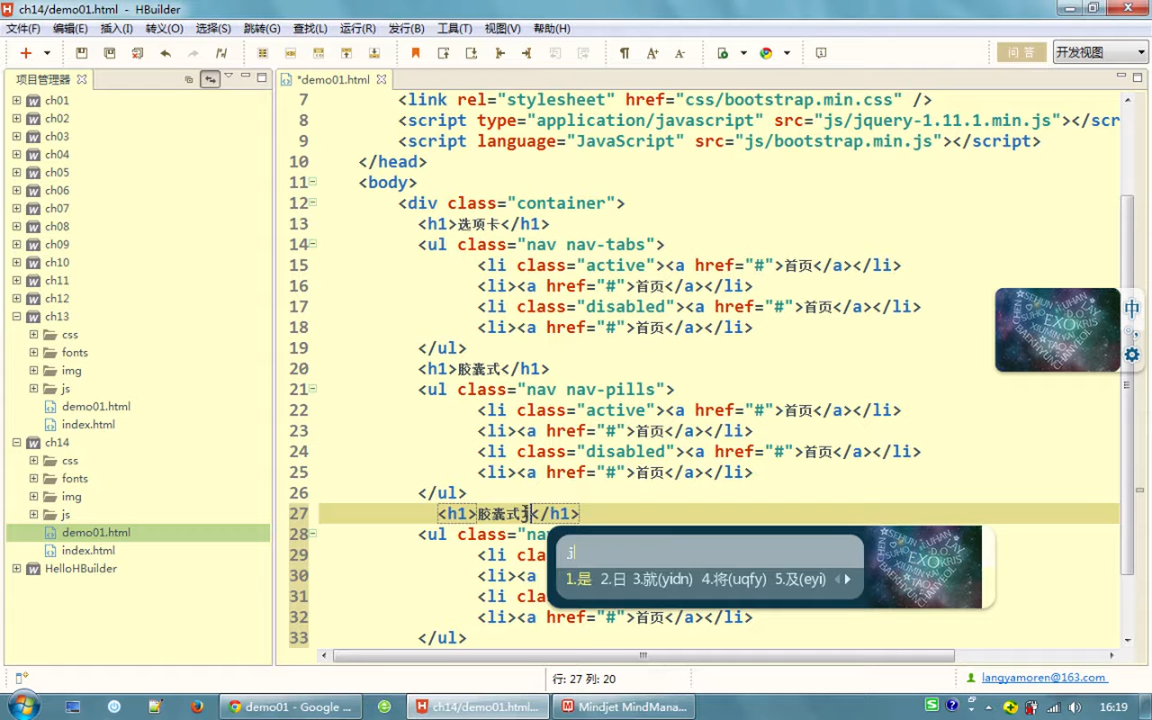 ch14/demo01.html - HBuilder
文件(F) 编辑(E) 插入(I) 转义(O) 选择(S) 跳转(G) 查找(L) 运行(R) 发行(B) 工具(T) 视图(V) 帮助(H)
问 答 开发视图
项目管理器
*demo01.html
ch01
ch02
ch03
ch04
ch05
ch06
ch07
ch08
ch09
ch10
ch11
ch12
ch13
css
fonts
img
js
demo01.html
index.html
ch14
css
fonts
img
js
demo01.html
index.html
HelloHBuilder
7 <link rel="stylesheet" href="css/bootstrap.min.css" />
8 <script type="application/javascript" src="js/jquery-1.11.1.min.js"></scr
9 <script language="JavaScript" src="js/bootstrap.min.js"></script>
10 </head>
11 <body>
12 <div class="container">
13 <h1>选项卡</h1>
14 <ul class="nav nav-tabs">
15 <li class="active"><a href="#">首页</a></li>
16 <li><a href="#">首页</a></li>
17 <li class="disabled"><a href="#">首页</a></li>
18 <li><a href="#">首页</a></li>
19 </ul>
20 <h1>胶囊式</h1>
21 <ul class="nav nav-pills">
22 <li class="active"><a href="#">首页</a></li>
23 <li><a href="#">首页</a></li>
24 <li class="disabled"><a href="#">首页</a></li>
25 <li><a href="#">首页</a></li>
26 </ul>
27 <h1>胶囊式j</h1>
28 <ul class="na
29 <li cla
30 <li><a
31 <li cla
32 <li><a href="#">首页</a></li>
33 </ul>
j
1.是 2.日 3.就(yidn) 4.将(uqfy) 5.及(eyi)
中
行: 27 列: 20
langyamoren@163.com
demo01 - Google ...
ch14/demo01.html...
Mindjet MindMana...
16:19